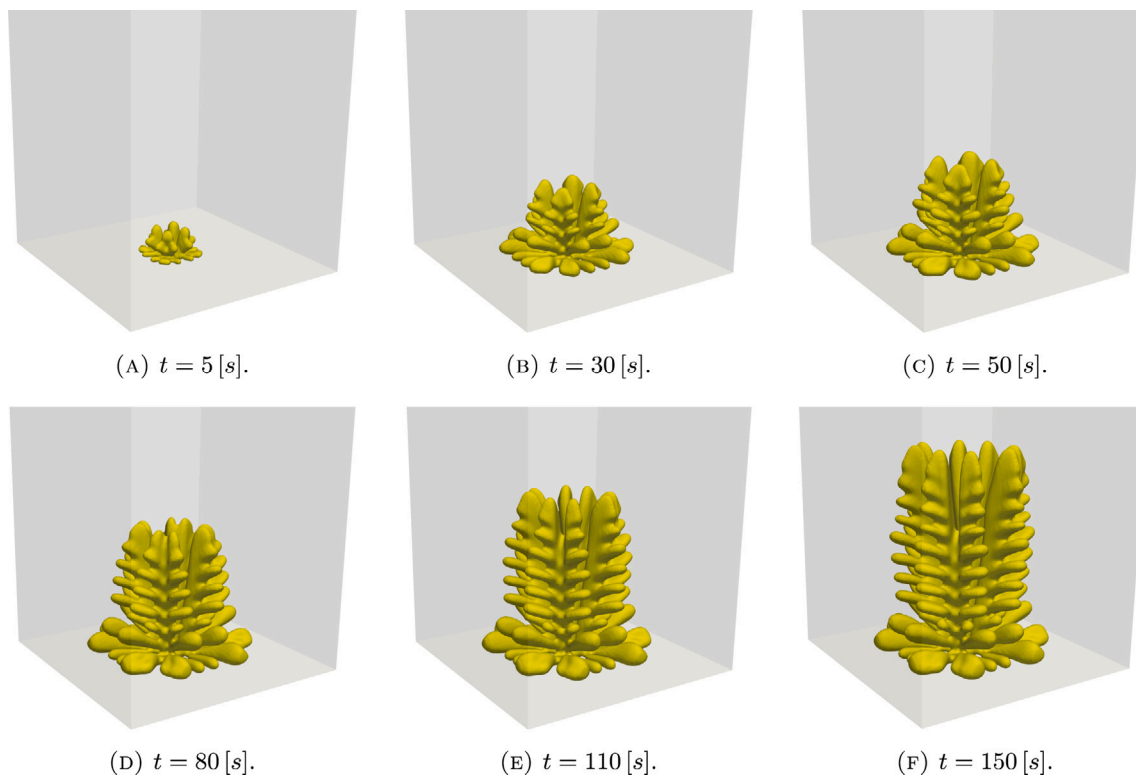 (A) t = 5 [s].
(B) t = 30 [s].
(C) t = 50 [s].
(D) t = 80 [s].
(E) t = 110 [s].
(F) t = 150 [s].